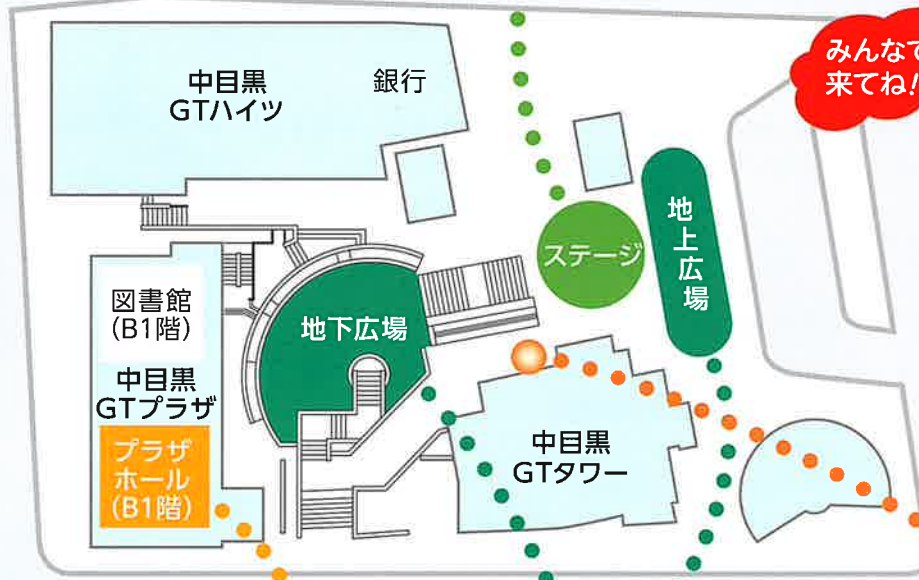 中目黒
GTハイツ
銀行
みんなで
来てね!
ステージ
地上広場
地下広場
図書館
(B1階)
中目黒
GTプラザ
プラザ
ホール
(B1階)
中目黒
GTタワー